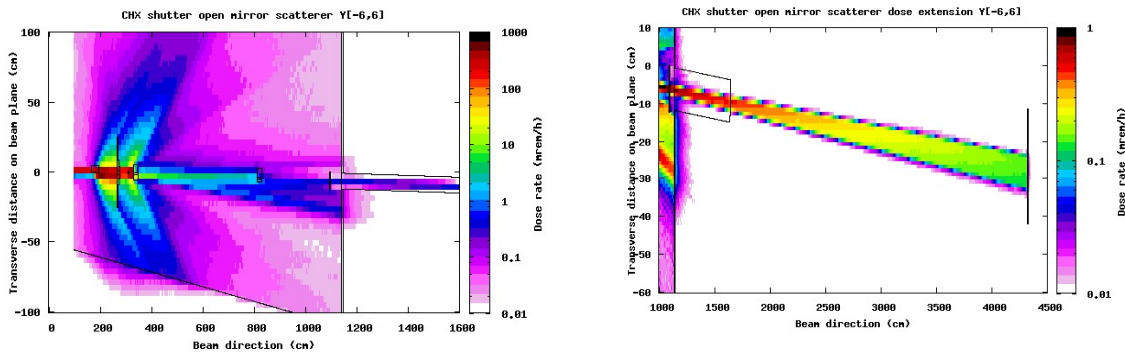 CHX shutter open mirror scatterer Y[-6,6]
Transverse distance on beam plane (cm)
100
50
0
-50
-100
0 200 400 600 800 1000 1200 1400 1600
Beam direction (cm)
1000
100
10
1
0.1
0.01
Dose rate (mrem/h)
CHX shutter open mirror scatterer dose extension Y[-6,6]
Transverse distance on beam plane (cm)
10
0
-10
-20
-30
-40
-50
-60
1000 1500 2000 2500 3000 3500 4000 4500
Beam direction (cm)
1
0.1
0.01
Dose rate (mrem/h)